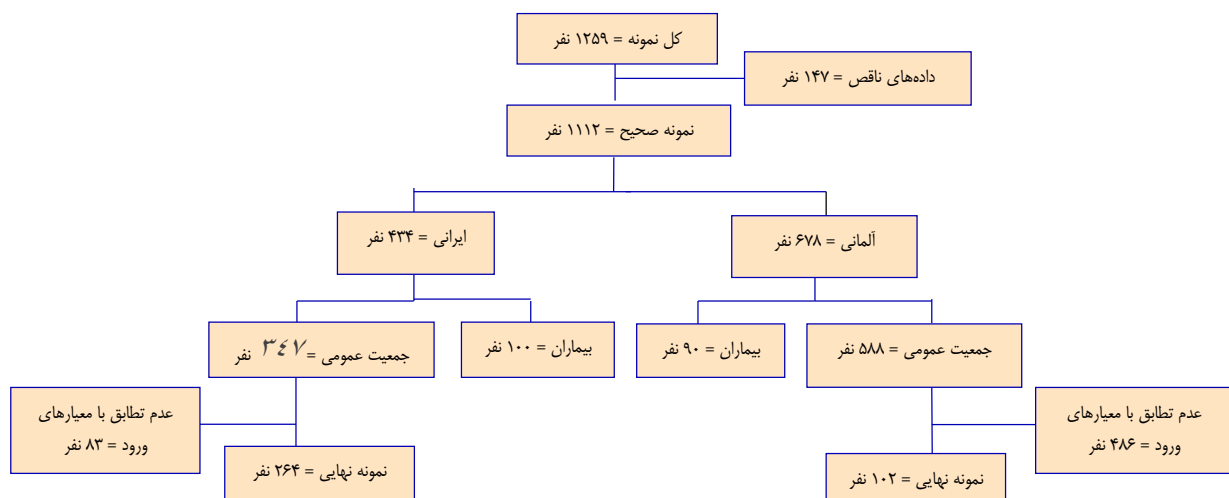 کل نمونه = ۱۲۵۹ نفر
داده‌های ناقص = ۱۴۷ نفر
نمونه صحیح = ۱۱۱۲ نفر
ایرانی = ۴۳۴ نفر
آلمانی = ۶۷۸ نفر
جمعیت عمومی = ۳۴۷ نفر
بیماران = ۱۰۰ نفر
بیماران = ۹۰ نفر
جمعیت عمومی = ۵۸۸ نفر
عدم تطابق با معیارهای
ورود = ۸۳ نفر
نمونه نهایی = ۲۶۴ نفر
عدم تطابق با معیارهای
ورود = ۴۸۶ نفر
نمونه نهایی = ۱۰۲ نفر